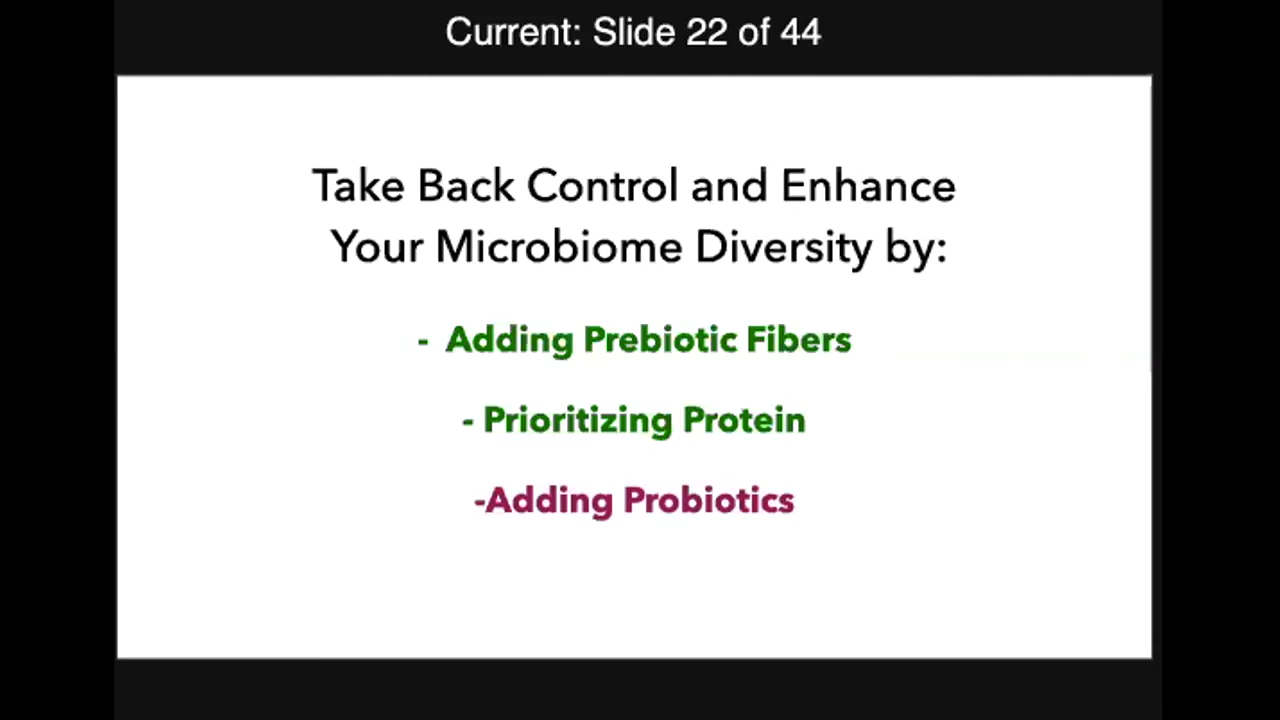 Current: Slide 22 of 44
Take Back Control and Enhance
Your Microbiome Diversity by:
- Adding Prebiotic Fibers
- Prioritizing Protein
-Adding Probiotics